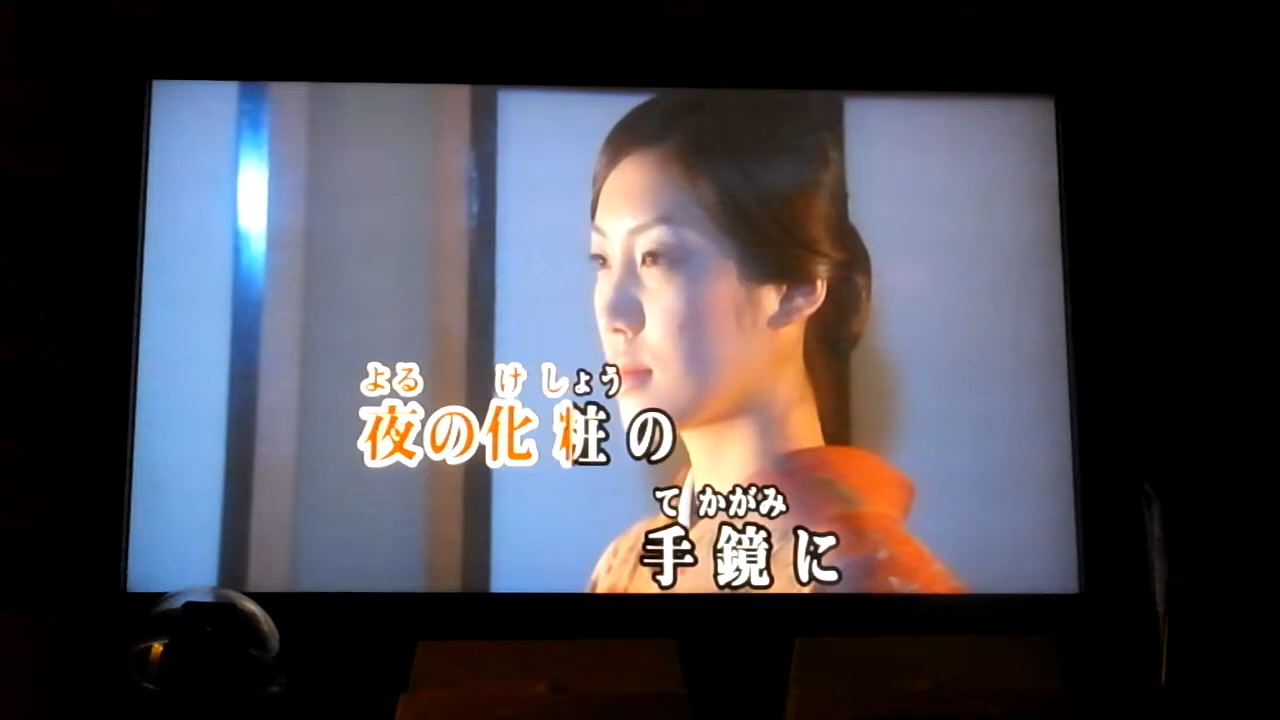 よる けしょう
夜の化粧の
てかがみ
手鏡に